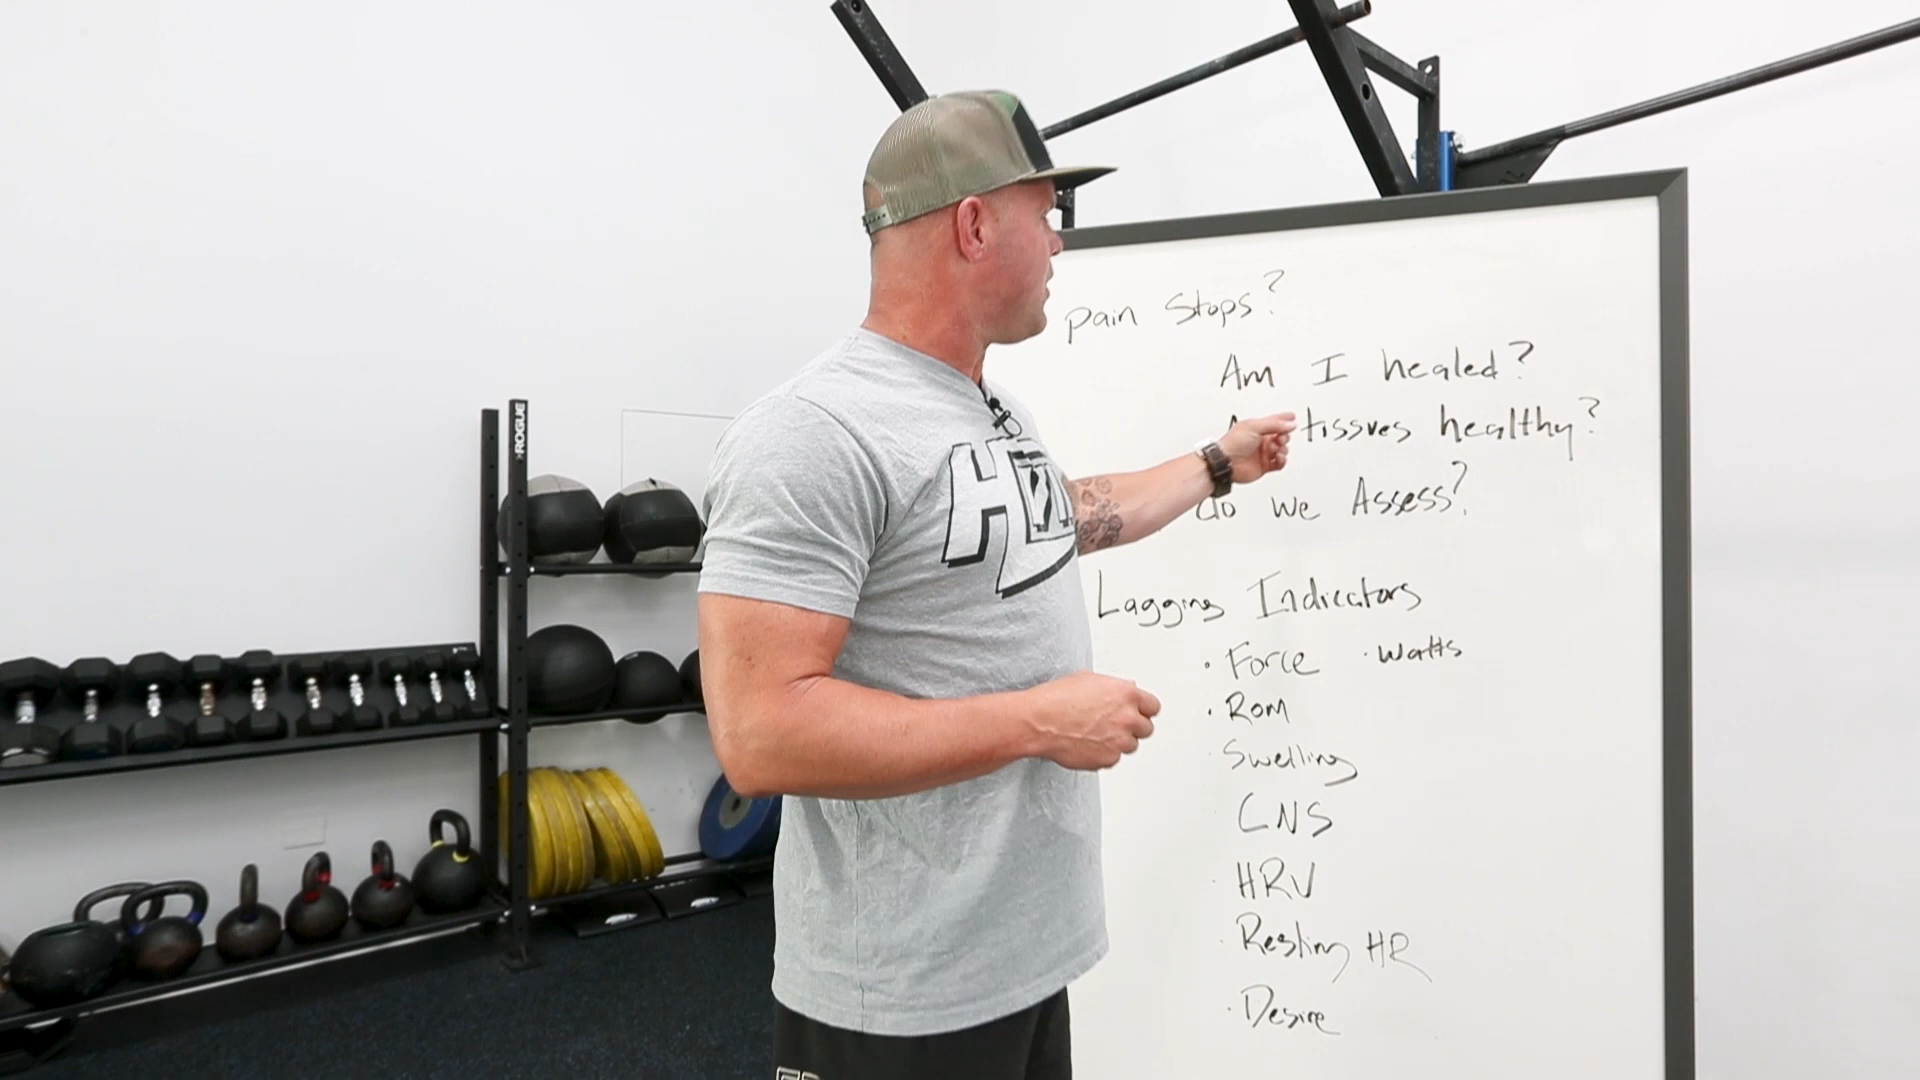 Pain Stops?
Am I healed?
tissues healthy?
do we Assess?
Lagging Indicators
· Force · watts
· ROM
· Swelling
CNS
· HRV
· Resting HR
· Desire
ROGUE